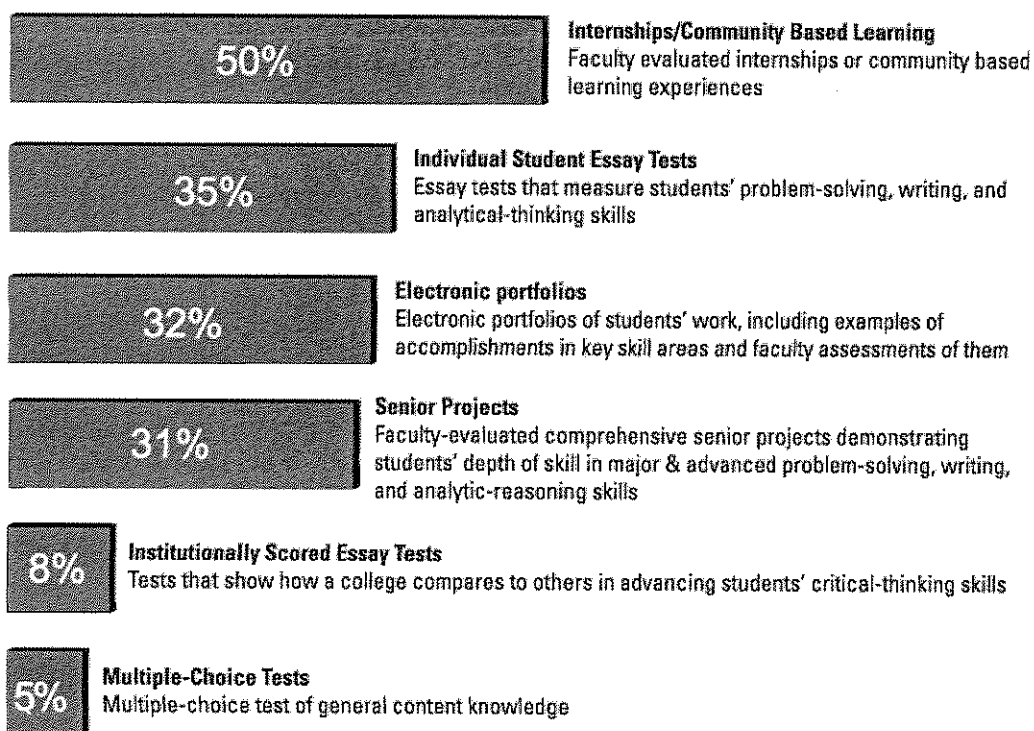 50%
Internships/Community Based Learning
Faculty evaluated internships or community based
learning experiences
35%
Individual Student Essay Tests
Essay tests that measure students' problem-solving, writing, and
analytical-thinking skills
32%
Electronic portfolios
Electronic portfolios of students' work, including examples of
accomplishments in key skill areas and faculty assessments of them
31%
Senior Projects
Faculty-evaluated comprehensive senior projects demonstrating
students' depth of skill in major & advanced problem-solving, writing,
and analytic-reasoning skills
8%
Institutionally Scored Essay Tests
Tests that show how a college compares to others in advancing students' critical-thinking skills
5%
Multiple-Choice Tests
Multiple-choice test of general content knowledge